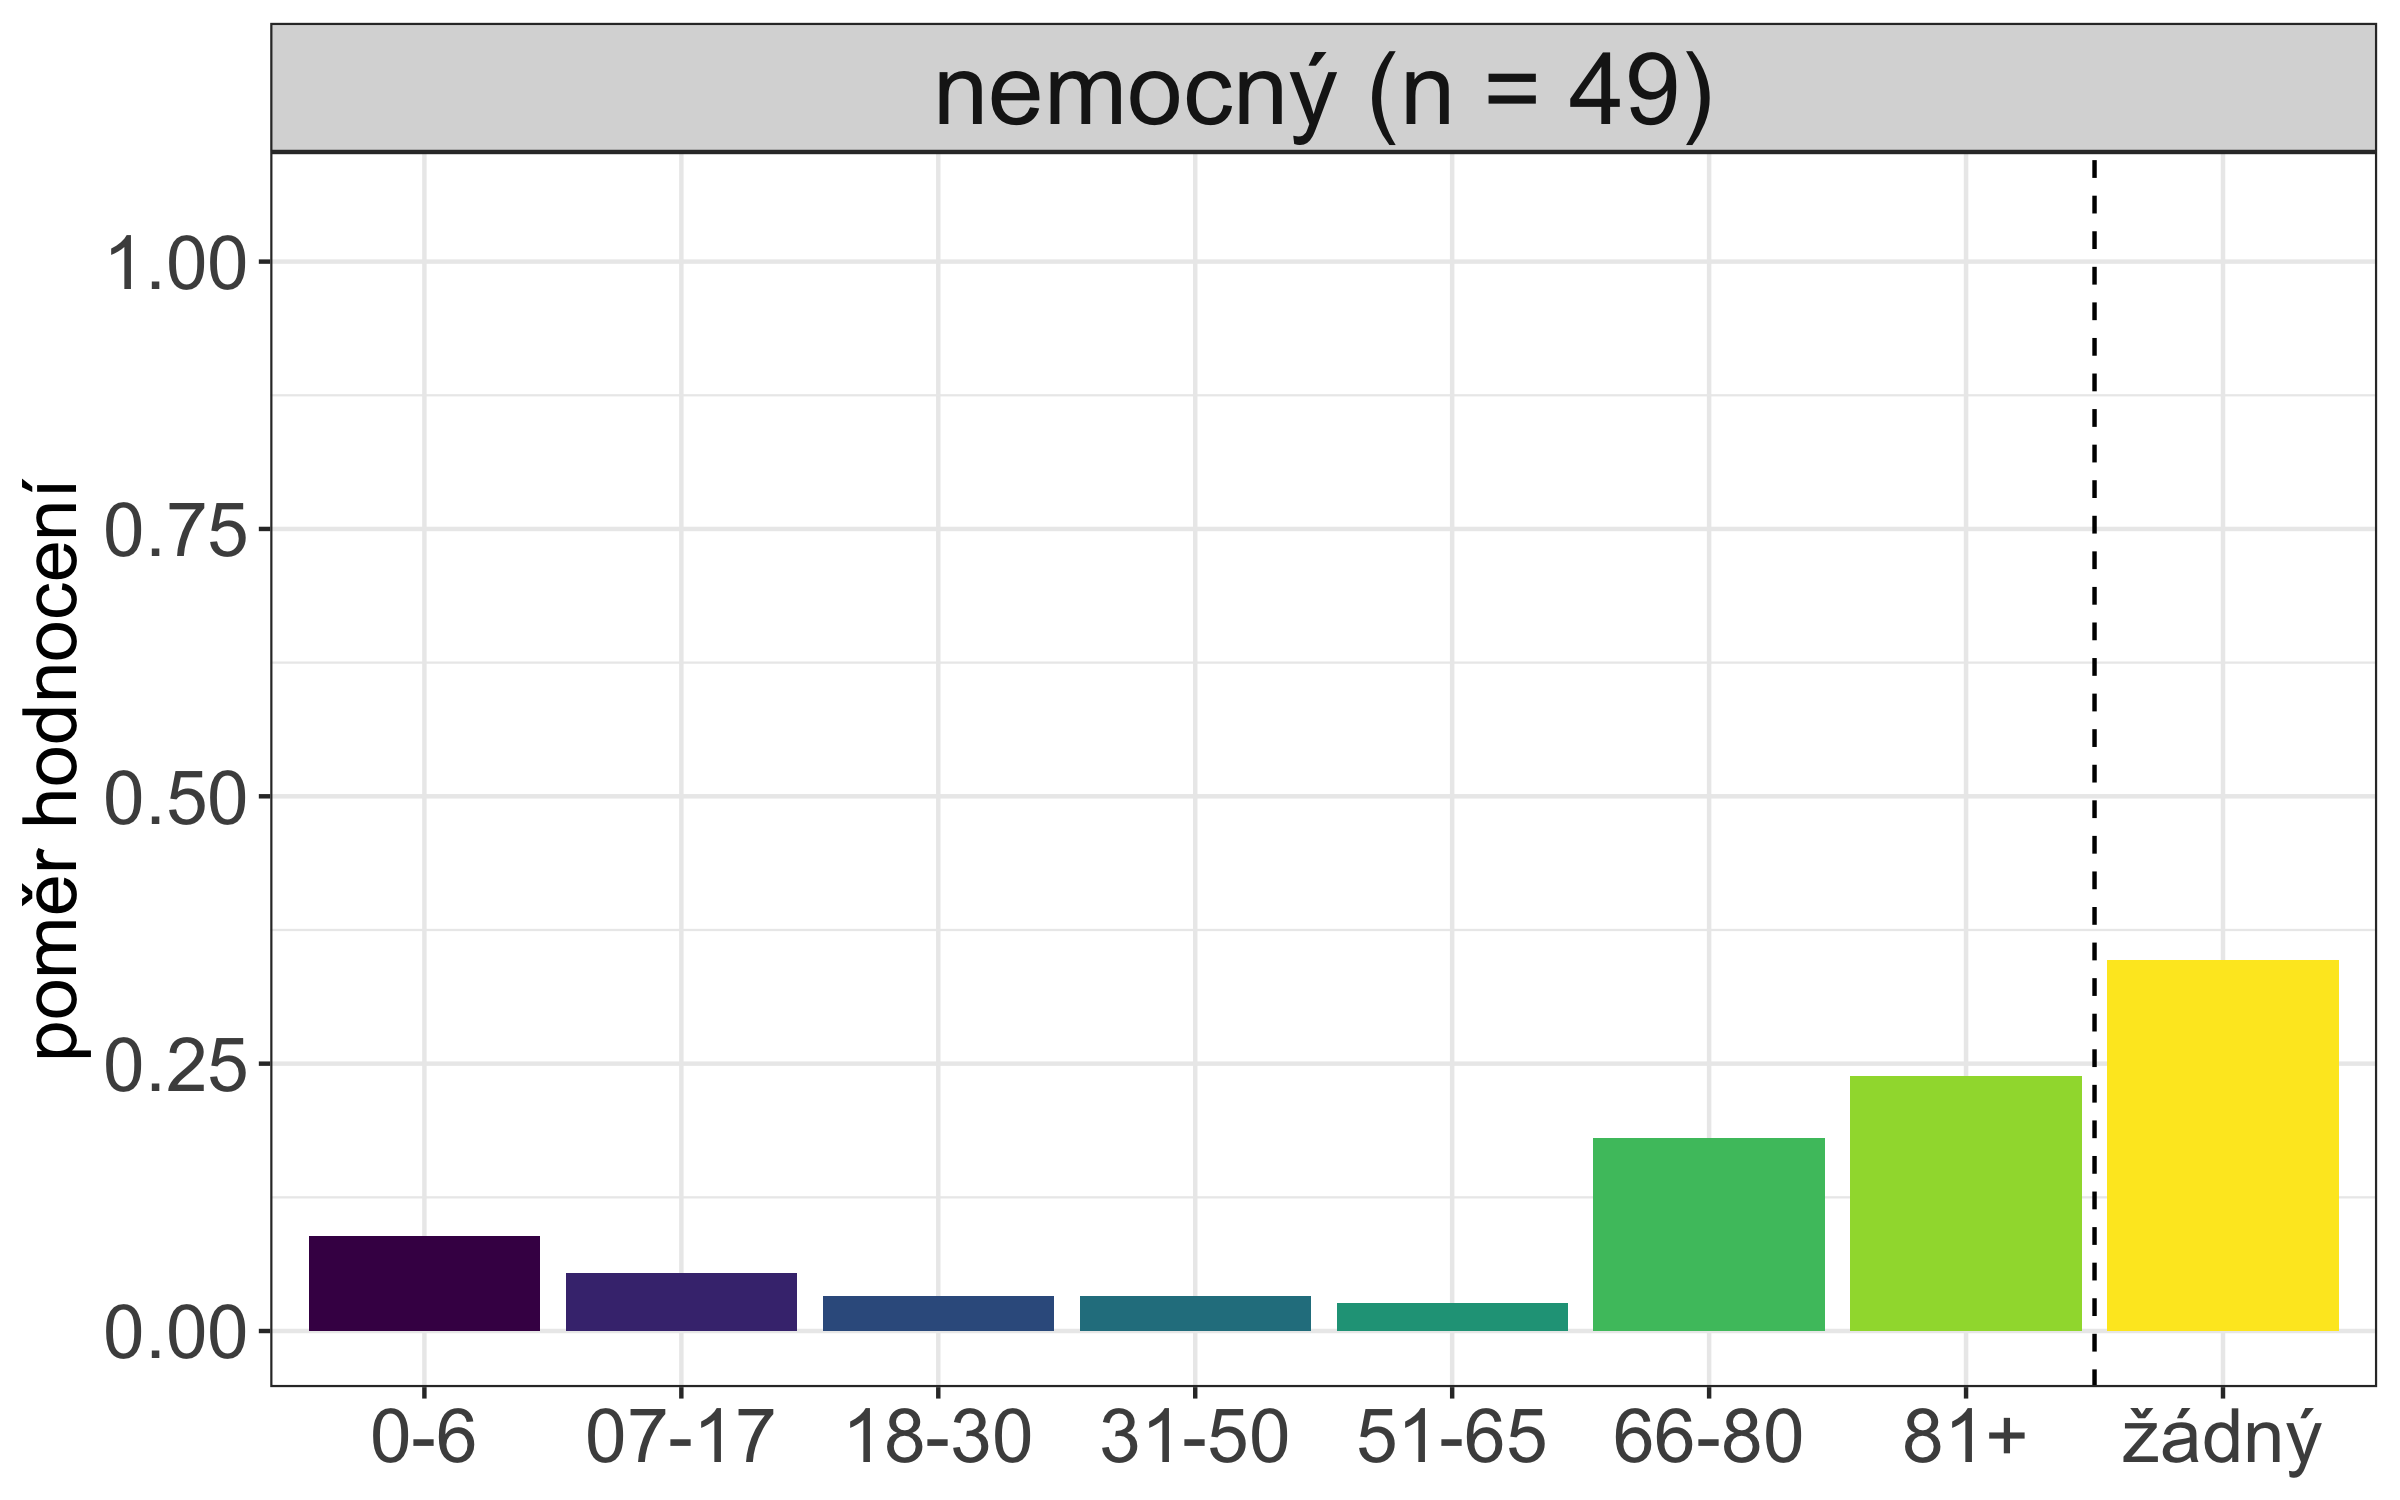 nemocný (n = 49)
poměr hodnocení
1.00
0.75
0.50
0.25
0.00
0-6 07-17 18-30 31-50 51-65 66-80 81+ žádný